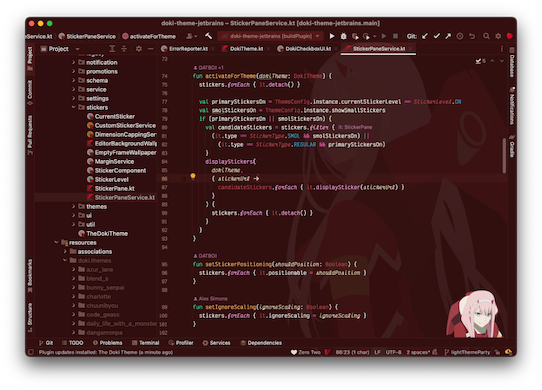 doki-theme-jetbrains – StickerPaneService.kt [doki-theme-jetbrains.main]
eService.kt StickerPaneService.kt activateForTheme doki-theme-jetbrains [buildPlugin] Git:
Project ErrorReporter.kt DokiTheme.kt DokiCheckboxUI.kt StickerPaneService.kt
Project
Commit
Pull Requests
Bookmarks
Structure
notification
promotions
schema
service
settings
stickers
CurrentSticker
CustomStickerService
DimensionCappingSer
EditorBackgroundWallp
EmptyFrameWallpaper
MarginService
StickerComponent
StickerLevel
StickerPane.kt
StickerPaneService.kt
themes
ui
util
TheDokiTheme
resources
associations
doki.themes
azur_lane
blend_s
bunny_senpai
charlotte
chuunibyou
code_geass
daily_life_with_a_monster
danganronpa
73
DATBOI +1
74 fun activateForTheme(dokiTheme: DokiTheme) {
75 stickers.forEach { it.detach() }
76
77 val primaryStickersOn = ThemeConfig.instance.currentStickerLevel == StickerLevel.ON
78 val smolStickersOn = ThemeConfig.instance.showSmallStickers
79 if (primaryStickersOn || smolStickersOn) {
80 val candidateStickers = stickers.filter { it: StickerPane
81 (it.type == StickerType.SMOL && smolStickersOn) ||
82 (it.type == StickerType.REGULAR && primaryStickersOn)
83 }
84 displayStickers(
85 dokiTheme,
86 { stickerUrl ->
87 candidateStickers.forEach { it.displaySticker(stickerUrl) }
88 }
89 )
90 } else {
91 stickers.forEach { it.detach() }
92 }
93 }
94
DATBOI
95 fun setStickerPositioning(shouldPosition: Boolean) {
96 stickers.forEach { it.positionable = shouldPosition }
97 }
98
Alex Simons
99 fun setIgnoreScaling(ignoreScaling: Boolean) {
100 stickers.forEach { it.ignoreScaling = ignoreScaling }
Database
Notifications
Gradle
Git TODO Problems Terminal Profiler Services Dependencies
Plugin updates installed: The Doki Theme (a minute ago) Zero Two 86:23 (1 char) LF UTF-8 2 spaces* lightThemeParty